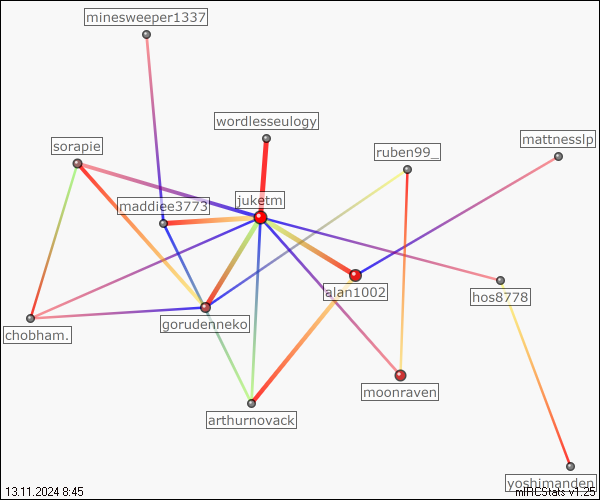 minesweeper1337
wordlesseulogy
mattnesslp
sorapie
ruben99_
maddiee3773
juketm
alan1002
hos8778
chobham.
gorudenneko
moonraven
arthurnovack
yoshimanden
13.11.2024 8:45
mIRCStats v1.25